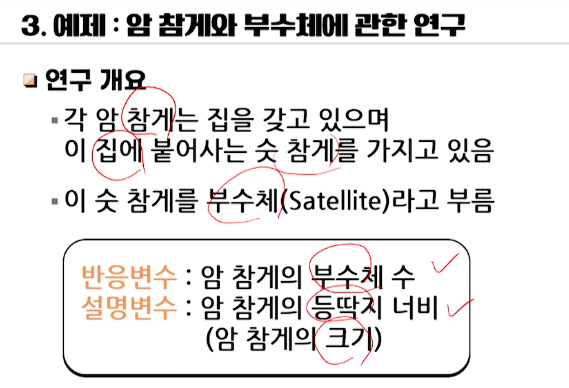 3. 예제 : 암 참게와 부수체에 관한 연구
연구 개요
각 암 참게는 집을 갖고 있으며
이 집에 붙어사는 숫 참게를 가지고 있음
이 숫 참게를 부수체(Satellite)라고 부름
반응변수 : 암 참게의 부수체 수
설명변수 : 암 참게의 등딱지 너비
(암 참게의 크기)